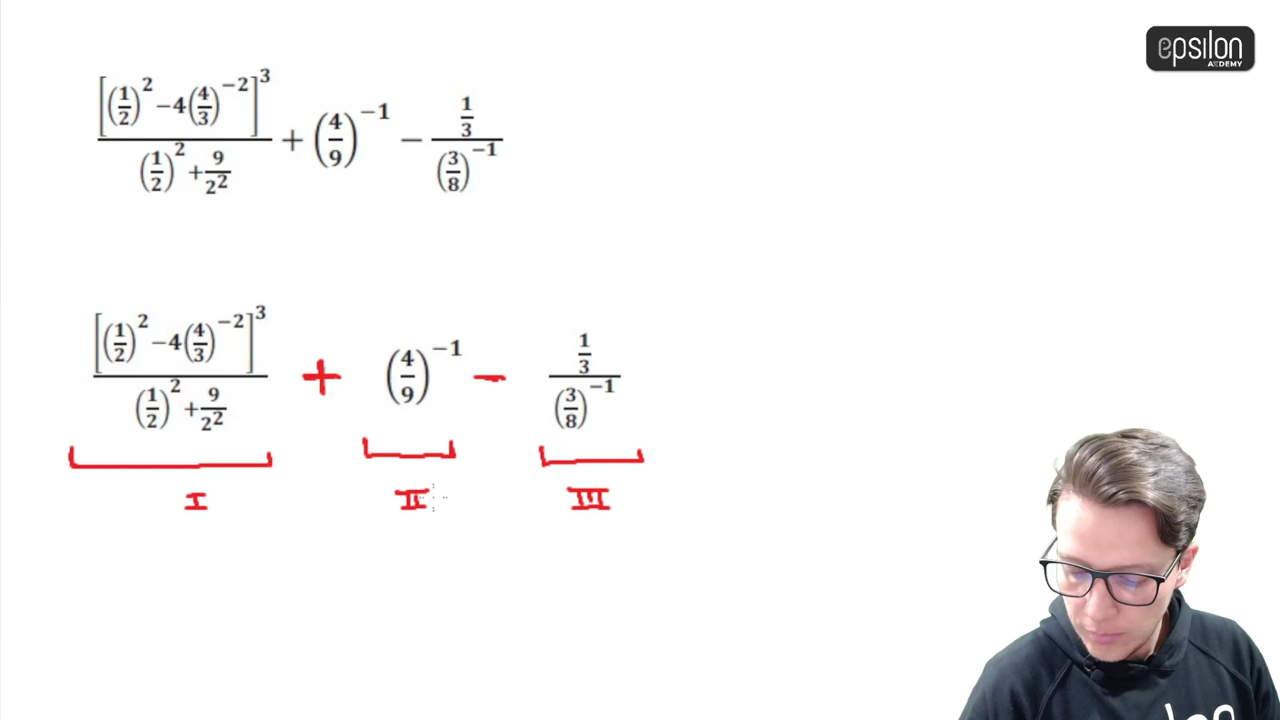 epsilon
AKDEMY
[(1/2)^2 −4(4/3)^−2]^3 / ((1/2)^2 + 9/2^2) + (4/9)^−1 − (1/3) / (3/8)^−1
[(1/2)^2 −4(4/3)^−2]^3 / ((1/2)^2 + 9/2^2) + (4/9)^−1 − (1/3) / (3/8)^−1
I II III